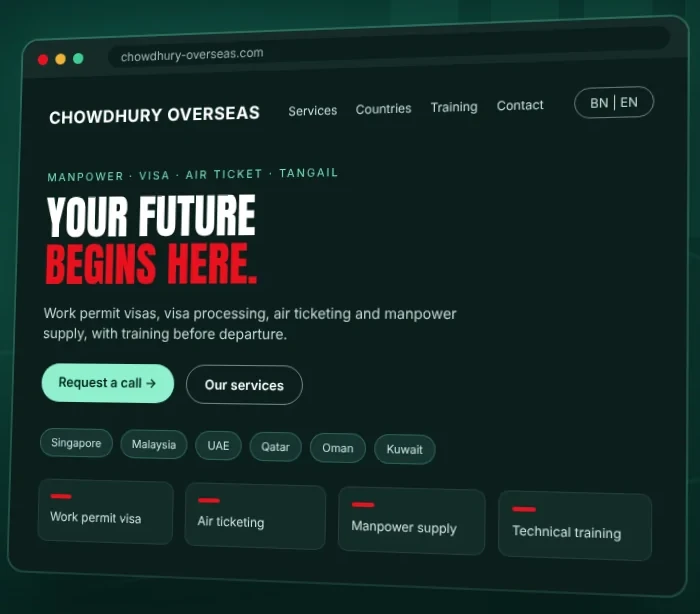 chowdhury-overseas.com
CHOWDHURY OVERSEAS Services Countries Training Contact BN | EN
MANPOWER · VISA · AIR TICKET · TANGAIL
YOUR FUTURE
BEGINS HERE.
Work permit visas, visa processing, air ticketing and manpower
supply, with training before departure.
Request a call → Our services
Singapore Malaysia UAE Qatar Oman Kuwait
Work permit visa Air ticketing Manpower supply Technical training